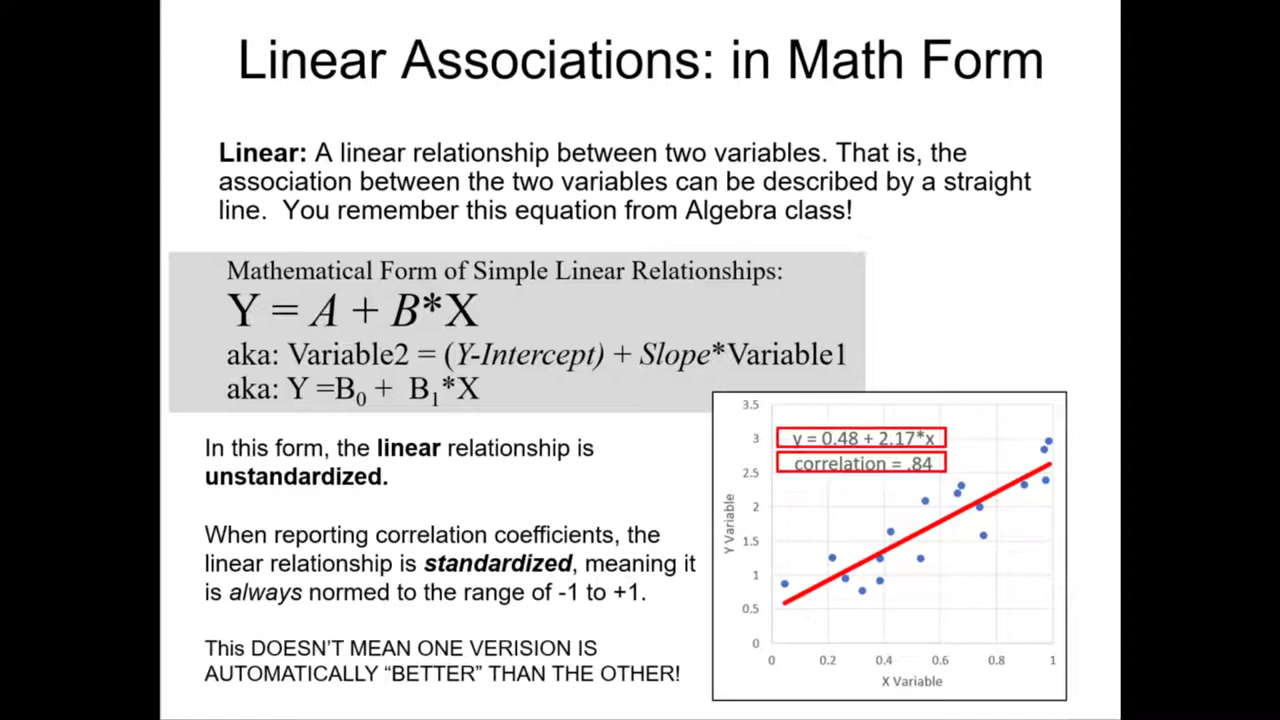 Linear Associations: in Math Form
Linear: A linear relationship between two variables. That is, the
association between the two variables can be described by a straight
line. You remember this equation from Algebra class!
Mathematical Form of Simple Linear Relationships:
Y = A + B*X
aka: Variable2 = (Y-Intercept) + Slope*Variable1
aka: Y =B₀ + B₁*X
In this form, the linear relationship is
unstandardized.
When reporting correlation coefficients, the
linear relationship is standardized, meaning it
is always normed to the range of -1 to +1.
This DOESN'T MEAN ONE VERISION IS
AUTOMATICALLY “BETTER” THAN THE OTHER!
3.5
3
2.5
2
1.5
1
0.5
0
Y Variable
y = 0.48 + 2.17*x
correlation = .84
0 0.2 0.4 0.6 0.8 1
X Variable